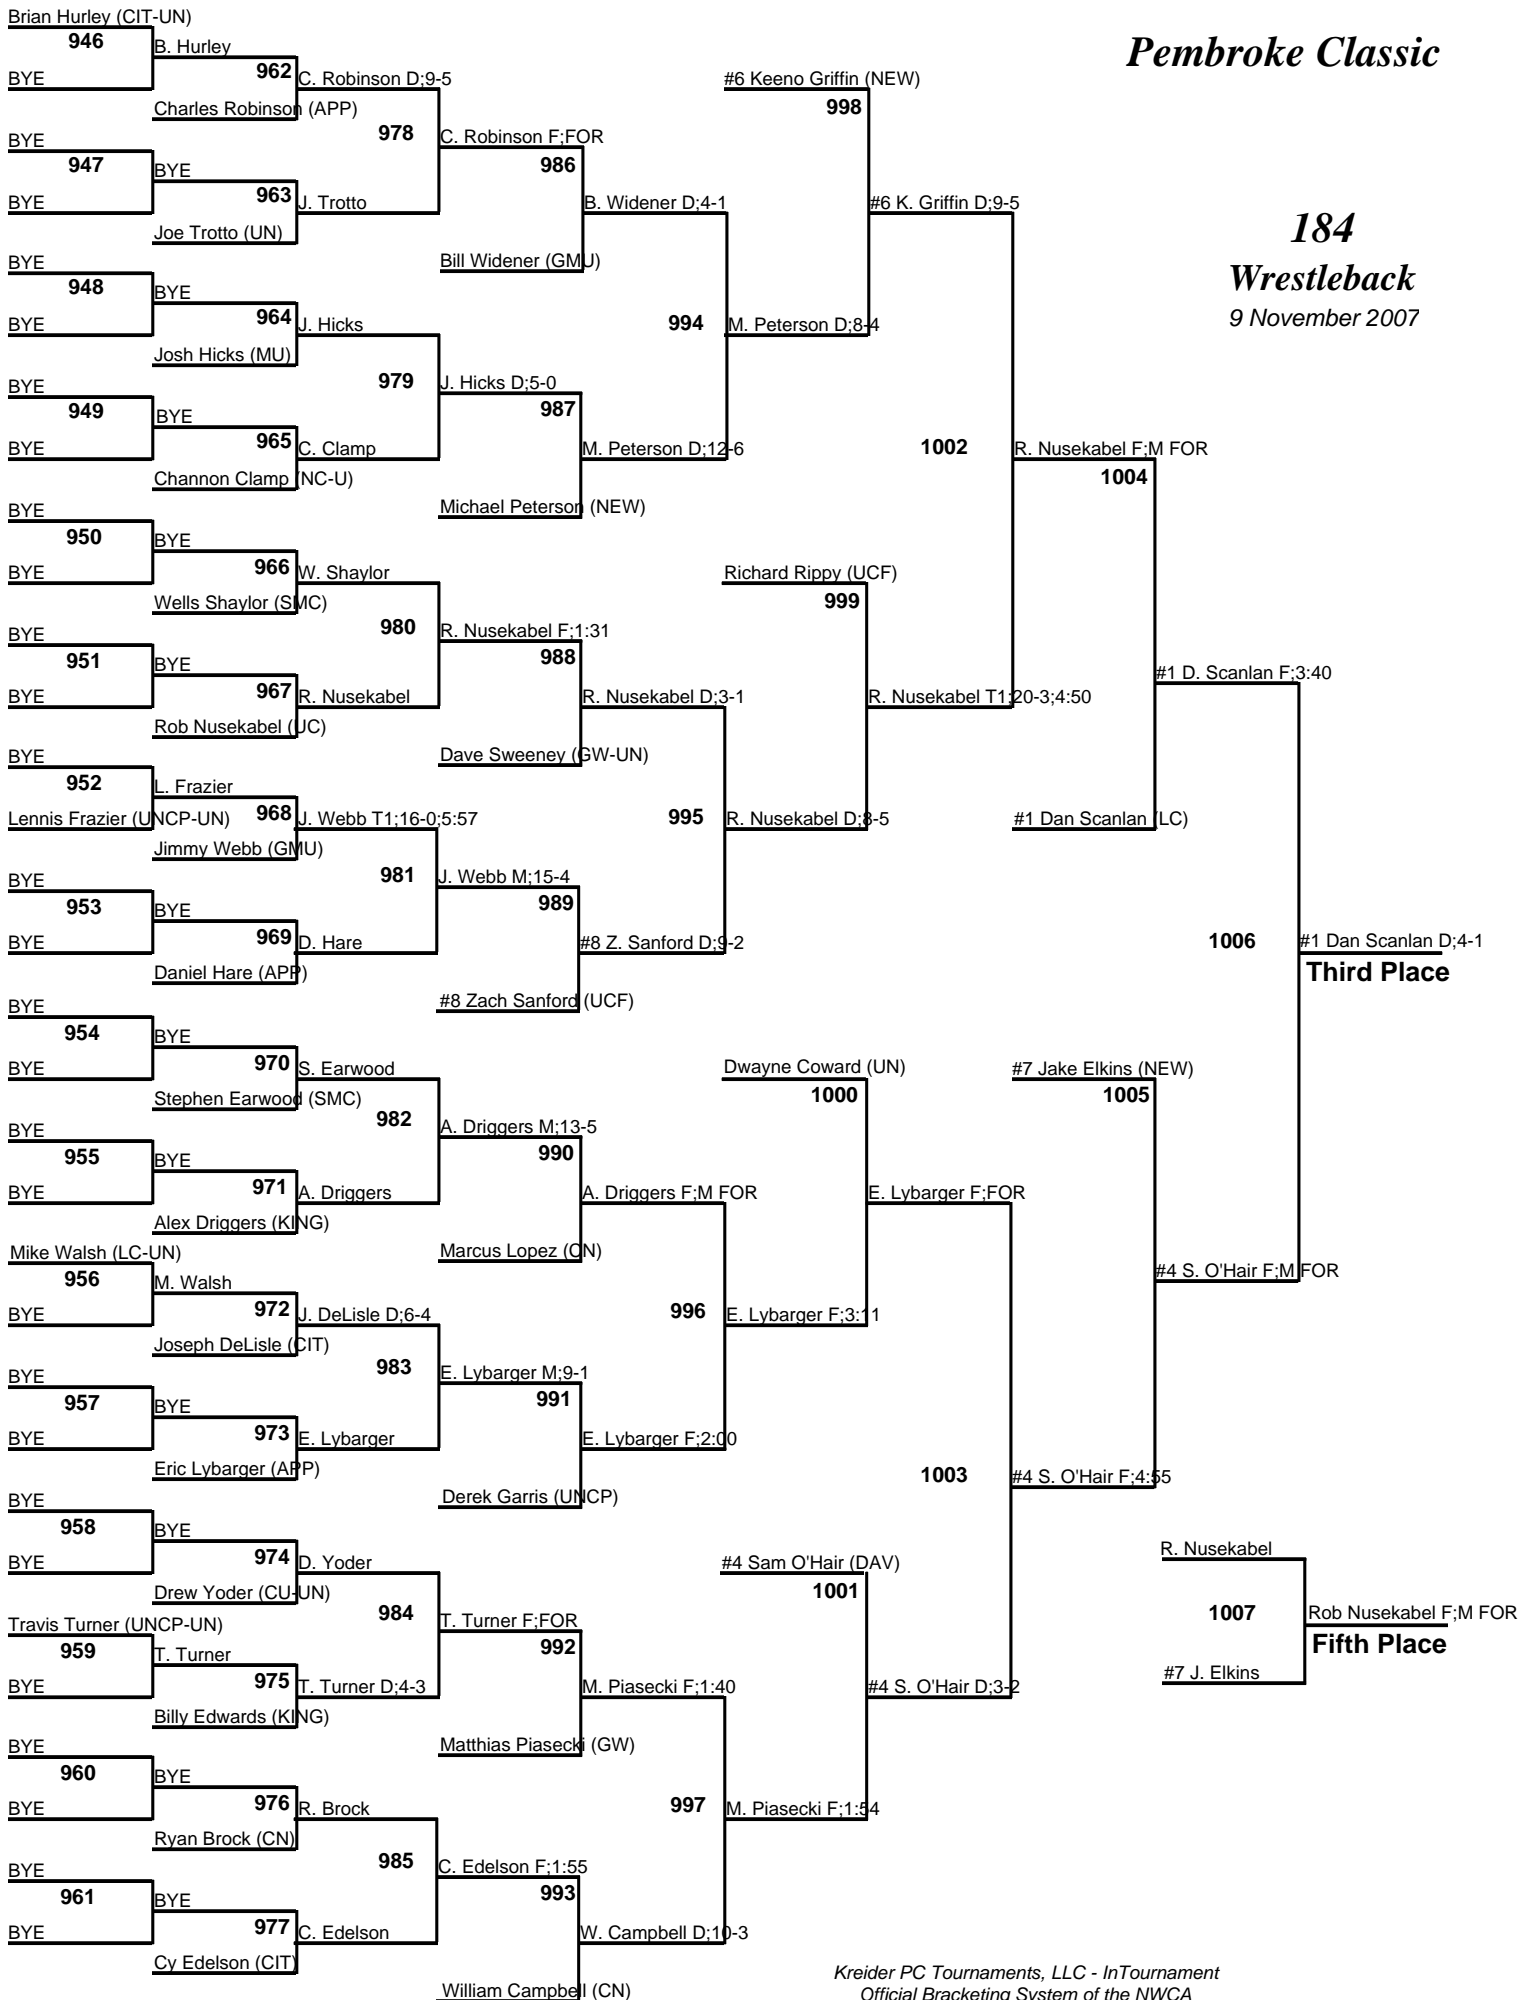 Pembroke Classic
184
Wrestleback
9 November 2007
Brian Hurley (CIT-UN)
946
BYE
BYE
947
BYE
BYE
948
BYE
BYE
949
BYE
BYE
950
BYE
BYE
951
BYE
BYE
952
Lennis Frazier (UNCP-UN)
BYE
953
BYE
BYE
954
BYE
BYE
955
BYE
Mike Walsh (LC-UN)
956
BYE
BYE
957
BYE
BYE
958
BYE
Travis Turner (UNCP-UN)
959
BYE
BYE
960
BYE
BYE
961
BYE
B. Hurley
962
Charles Robinson (APP)
BYE
963
Joe Trotto (UN)
BYE
964
Josh Hicks (MU)
BYE
965
Channon Clamp (NC-U)
BYE
966
Wells Shaylor (SMC)
BYE
967
Rob Nusekabel (UC)
L. Frazier
968
Jimmy Webb (GMU)
BYE
969
Daniel Hare (APP)
BYE
970
Stephen Earwood (SMC)
BYE
971
Alex Driggers (KING)
M. Walsh
972
Joseph DeLisle (CIT)
BYE
973
Eric Lybarger (APP)
BYE
974
Drew Yoder (CU-UN)
T. Turner
975
Billy Edwards (KING)
BYE
976
Ryan Brock (CN)
BYE
977
Cy Edelson (CIT)
C. Robinson D;9-5
978
J. Trotto
J. Hicks
979
C. Clamp
W. Shaylor
980
R. Nusekabel
J. Webb T1;16-0;5:57
981
D. Hare
S. Earwood
982
A. Driggers
J. DeLisle D;6-4
983
E. Lybarger
D. Yoder
984
T. Turner D;4-3
R. Brock
985
C. Edelson
C. Robinson F;FOR
986
Bill Widener (GMU)
J. Hicks D;5-0
987
Michael Peterson (NEW)
R. Nusekabel F;1:31
988
Dave Sweeney (GW-UN)
J. Webb M;15-4
989
#8 Zach Sanford (UCF)
A. Driggers M;13-5
990
Marcus Lopez (CN)
E. Lybarger M;9-1
991
Derek Garris (UNCP)
T. Turner F;FOR
992
Matthias Piasecki (GW)
C. Edelson F;1:55
993
William Campbell (CN)
B. Widener D;4-1
994
M. Peterson D;12-6
R. Nusekabel D;3-1
995
#8 Z. Sanford D;9-2
A. Driggers F;M FOR
996
E. Lybarger F;2:00
M. Piasecki F;1:40
997
W. Campbell D;10-3
#6 Keeno Griffin (NEW)
998
M. Peterson D;8-4
Richard Rippy (UCF)
999
R. Nusekabel D;8-5
Dwayne Coward (UN)
1000
E. Lybarger F;3:11
#4 Sam O'Hair (DAV)
1001
M. Piasecki F;1:54
#6 K. Griffin D;9-5
1002
R. Nusekabel T1;20-3;4:50
E. Lybarger F;FOR
1003
#4 S. O'Hair D;3-2
R. Nusekabel F;M FOR
1004
#1 Dan Scanlan (LC)
#7 Jake Elkins (NEW)
1005
#4 S. O'Hair F;4:55
#1 D. Scanlan F;3:40
1006
#4 S. O'Hair F;M FOR
#1 Dan Scanlan D;4-1
Third Place
R. Nusekabel
1007
#7 J. Elkins
Rob Nusekabel F;M FOR
Fifth Place
Kreider PC Tournaments, LLC - InTournament
Official Bracketing System of the NWCA